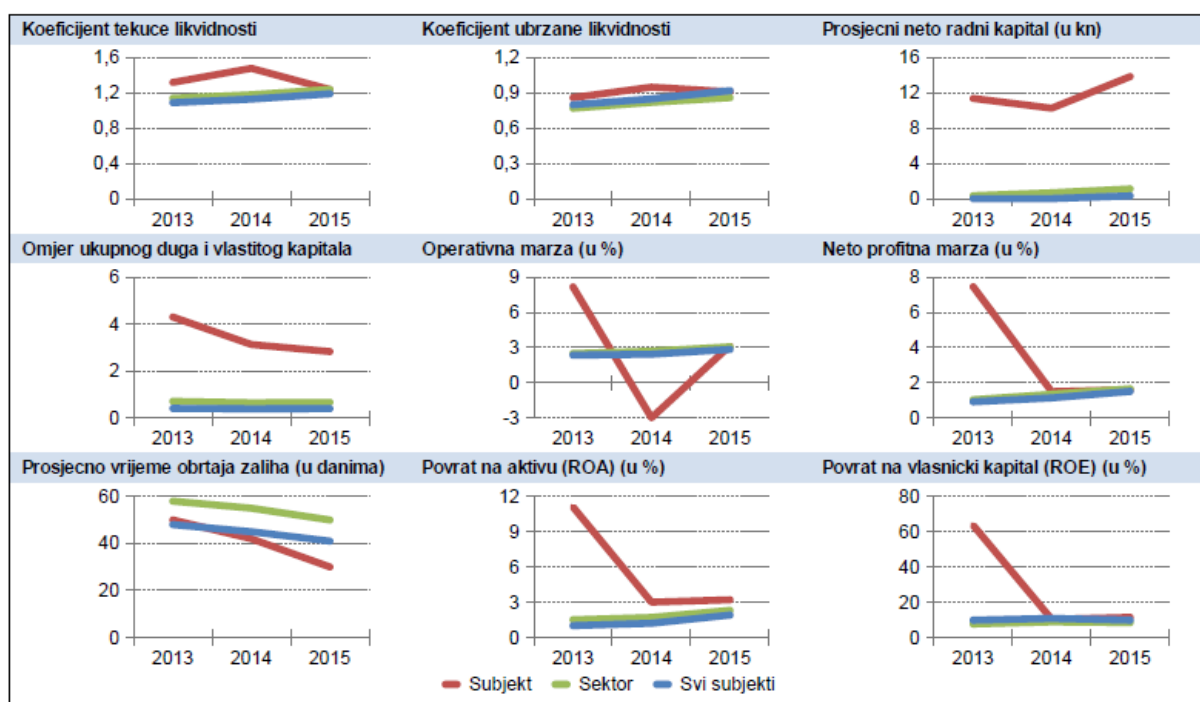 Koeficijent tekuce likvidnosti
1,6
1,2
0,8
0,4
0
2013 2014 2015
Koeficijent ubrzane likvidnosti
1,2
0,9
0,6
0,3
0
2013 2014 2015
Prosjecni neto radni kapital (u kn)
16
12
8
4
0
2013 2014 2015
Omjer ukupnog duga i vlastitog kapitala
6
4
2
0
2013 2014 2015
Operativna marza (u %)
9
6
3
0
-3
2013 2014 2015
Neto profitna marza (u %)
8
6
4
2
0
2013 2014 2015
Prosjecno vrijeme obrtaja zaliha (u danima)
60
40
20
0
2013 2014 2015
Povrat na aktivu (ROA) (u %)
12
9
6
3
0
2013 2014 2015
Povrat na vlasnicki kapital (ROE) (u %)
80
60
40
20
0
2013 2014 2015
Subjekt Sektor Svi subjekti